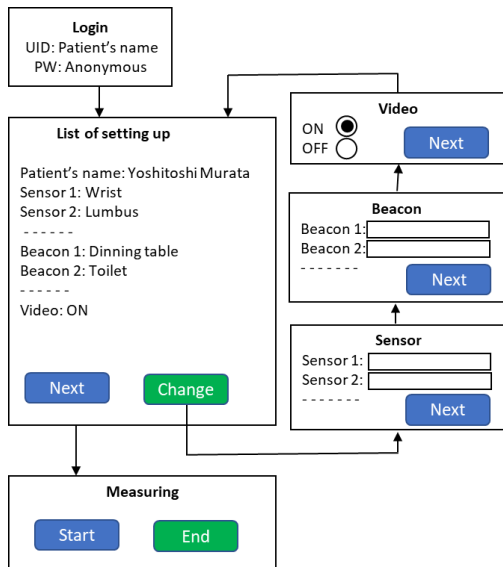 Login
UID: Patient's name
PW: Anonymous
List of setting up
Patient's name: Yoshitoshi Murata
Sensor 1: Wrist
Sensor 2: Lumbus
- - - - - -
Beacon 1: Dinning table
Beacon 2: Toilet
- - - - - -
Video: ON
Next
Change
Measuring
Start
End
Sensor
Sensor 1:
Sensor 2:
- - - - - - -
Next
Beacon
Beacon 1:
Beacon 2:
- - - - - - -
Next
Video
ON
OFF
Next